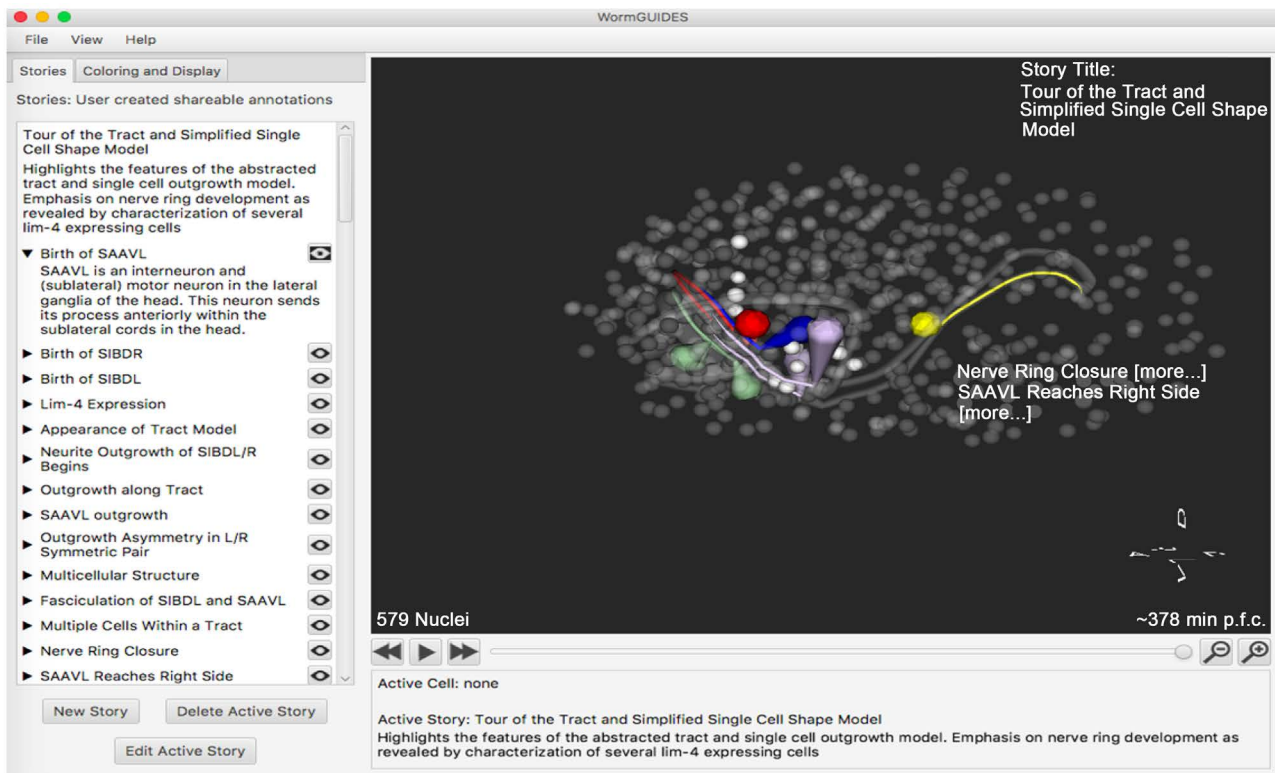 WormGUIDES
File View Help
Stories Coloring and Display
Stories: User created shareable annotations
Tour of the Tract and Simplified Single
Cell Shape Model
Highlights the features of the abstracted
tract and single cell outgrowth model.
Emphasis on nerve ring development as
revealed by characterization of several
lim-4 expressing cells
Birth of SAAVL
SAAVL is an interneuron and
(sublateral) motor neuron in the lateral
ganglia of the head. This neuron sends
its process anteriorly within the
sublateral cords in the head.
Birth of SIBDR
Birth of SIBDL
Lim-4 Expression
Appearance of Tract Model
Neurite Outgrowth of SIBDL/R
Begins
Outgrowth along Tract
SAAVL outgrowth
Outgrowth Asymmetry in L/R
Symmetric Pair
Multicellular Structure
Fasciculation of SIBDL and SAAVL
Multiple Cells Within a Tract
Nerve Ring Closure
SAAVL Reaches Right Side
New Story Delete Active Story
Edit Active Story
Story Title:
Tour of the Tract and
Simplified Single Cell Shape
Model
Nerve Ring Closure [more...]
SAAVL Reaches Right Side
[more...]
579 Nuclei ~378 min p.f.c.
Active Cell: none
Active Story: Tour of the Tract and Simplified Single Cell Shape Model
Highlights the features of the abstracted tract and single cell outgrowth model. Emphasis on nerve ring development as
revealed by characterization of several lim-4 expressing cells